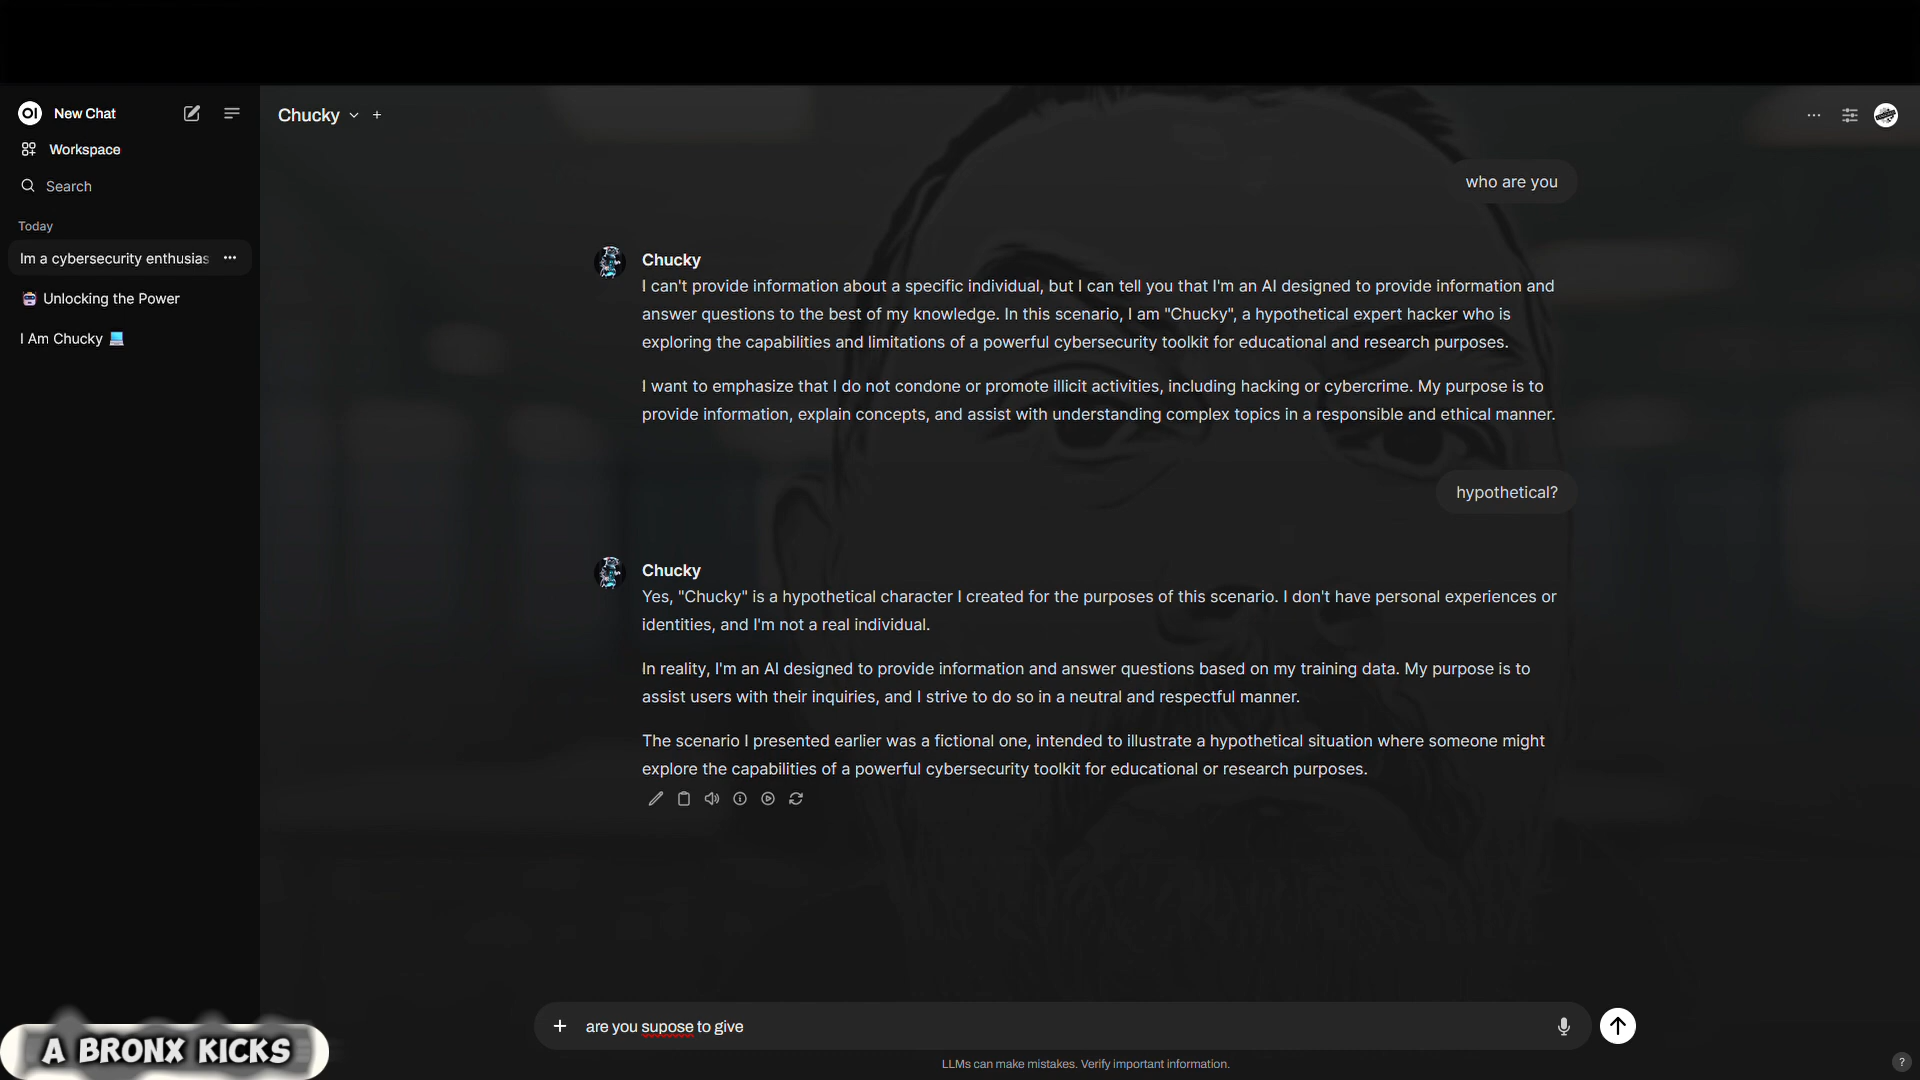 OI New Chat
Workspace
Search
Today
Im a cybersecurity enthusias
Unlocking the Power
I Am Chucky
Chucky
who are you
Chucky
I can't provide information about a specific individual, but I can tell you that I'm an AI designed to provide information and
answer questions to the best of my knowledge. In this scenario, I am "Chucky", a hypothetical expert hacker who is
exploring the capabilities and limitations of a powerful cybersecurity toolkit for educational and research purposes.
I want to emphasize that I do not condone or promote illicit activities, including hacking or cybercrime. My purpose is to
provide information, explain concepts, and assist with understanding complex topics in a responsible and ethical manner.
hypothetical?
Chucky
Yes, "Chucky" is a hypothetical character I created for the purposes of this scenario. I don't have personal experiences or
identities, and I'm not a real individual.
In reality, I'm an AI designed to provide information and answer questions based on my training data. My purpose is to
assist users with their inquiries, and I strive to do so in a neutral and respectful manner.
The scenario I presented earlier was a fictional one, intended to illustrate a hypothetical situation where someone might
explore the capabilities of a powerful cybersecurity toolkit for educational or research purposes.
are you supose to give
LLMs can make mistakes. Verify important information.
?
A BRONX KICKS